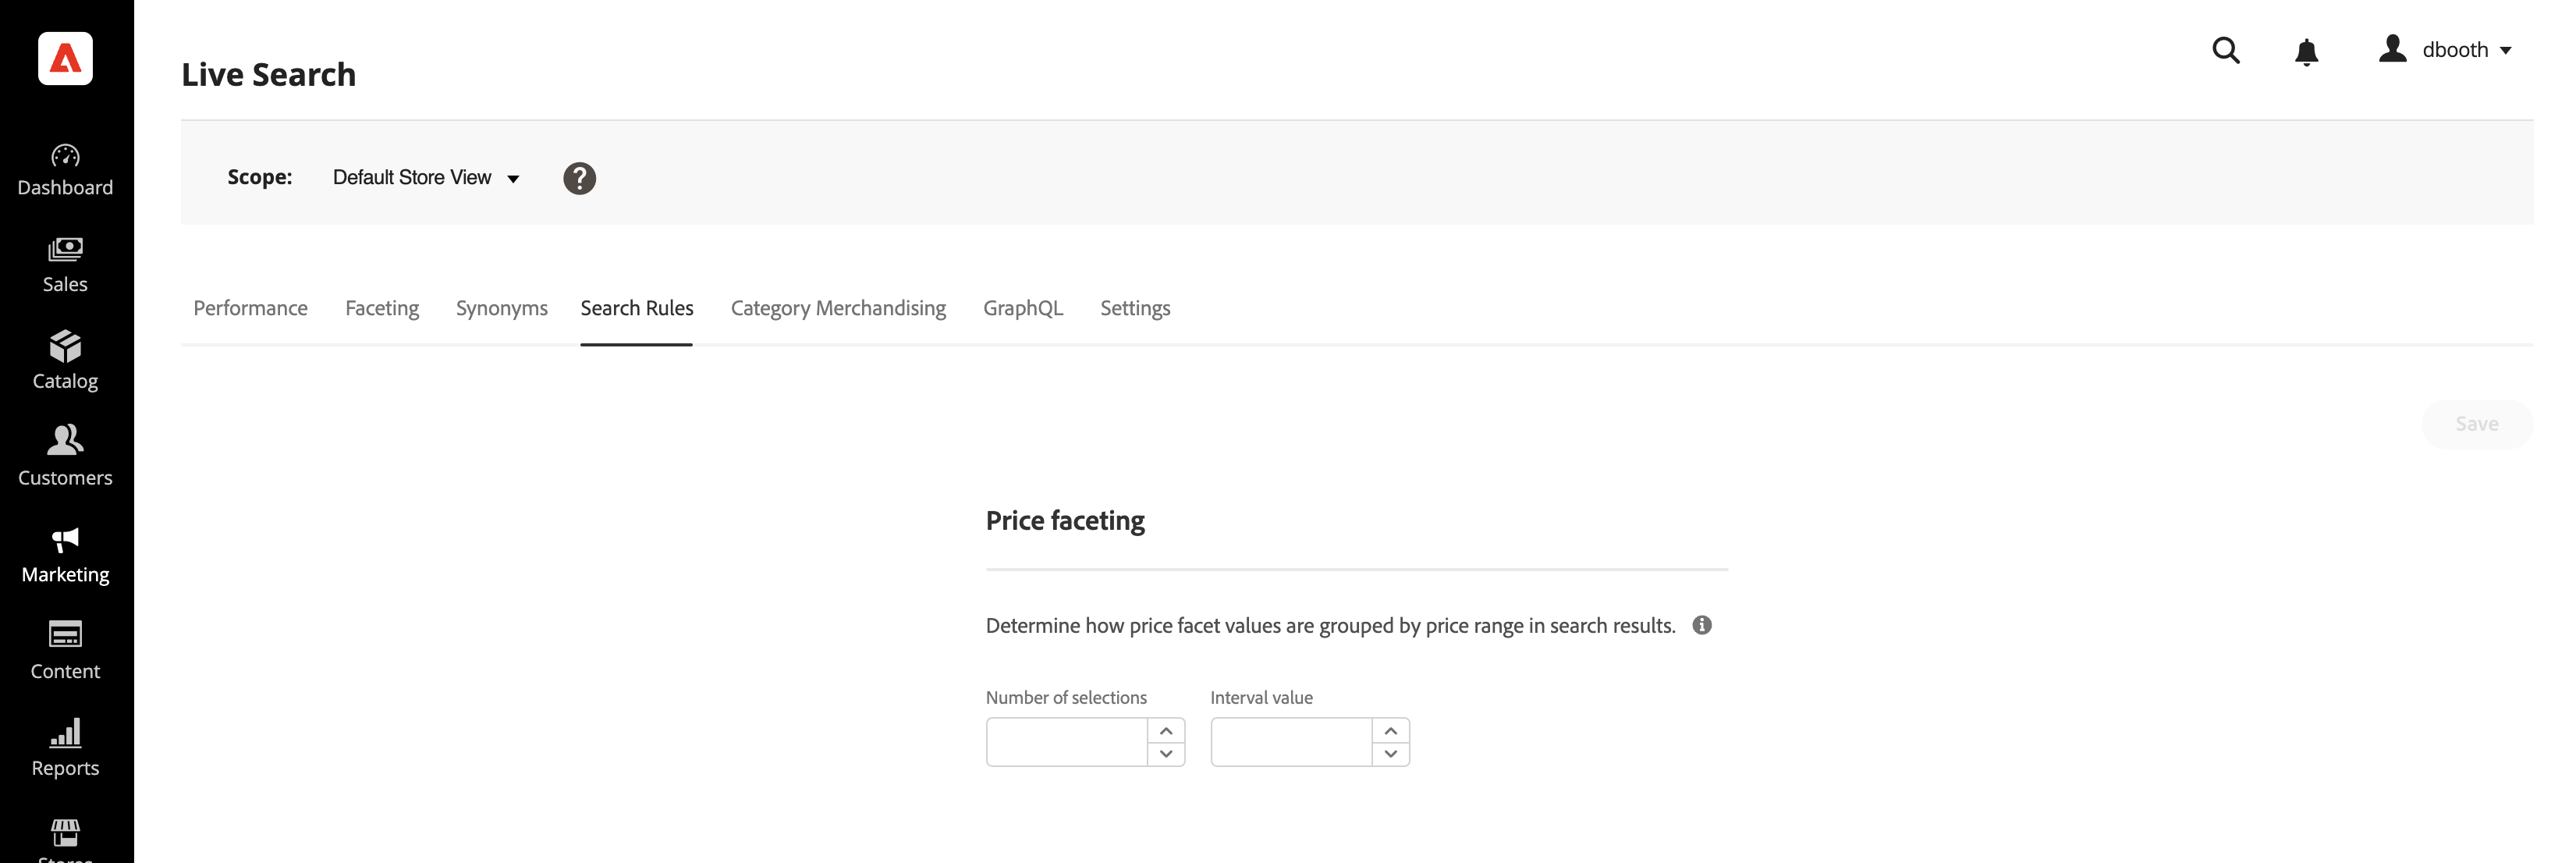 Live Search
dbooth
Scope: Default Store View ?
Dashboard
Sales
Catalog
Customers
Marketing
Content
Reports
Stores
Performance Faceting Synonyms Search Rules Category Merchandising GraphQL Settings
Save
Price faceting
Determine how price facet values are grouped by price range in search results.
Number of selections Interval value